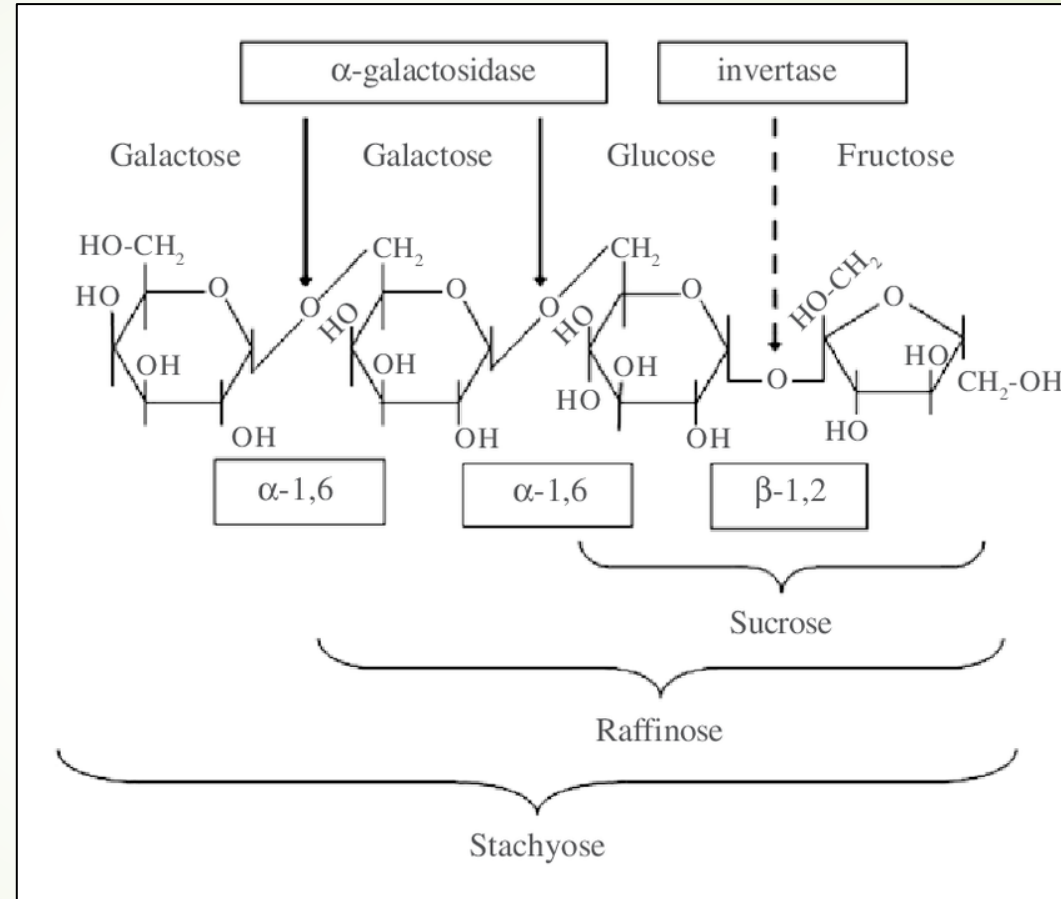 α-galactosidase invertase
Galactose Galactose Glucose Fructose
HO-CH₂ CH₂ CH₂ HO-CH₂
HO O O HO O O HO O O O
OH OH OH HO CH₂-OH
HO
OH OH OH HO
α-1,6 α-1,6 β-1,2
Sucrose
Raffinose
Stachyose